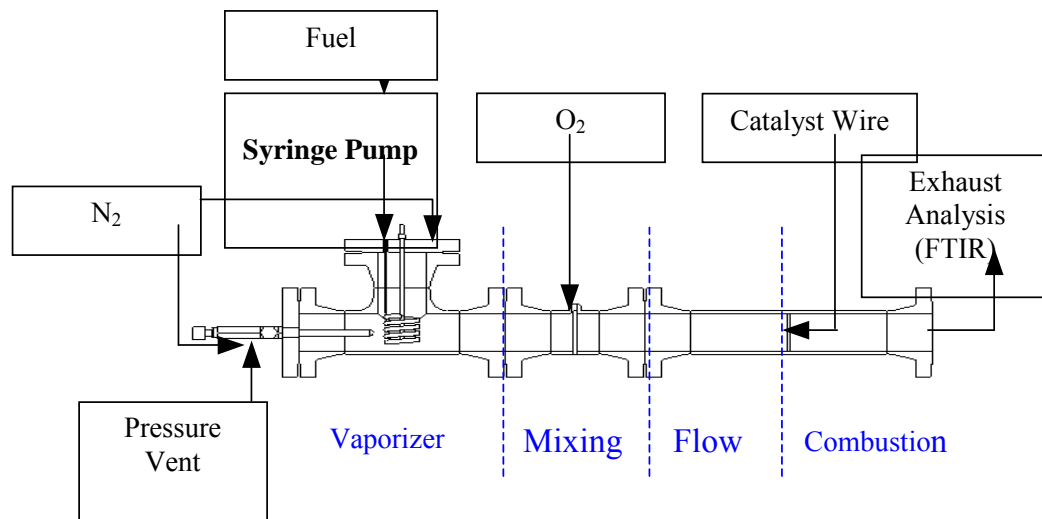 Fuel
Syringe Pump
O₂
Catalyst Wire
N₂
Exhaust
Analysis
(FTIR)
Pressure
Vent
Vaporizer
Mixing
Flow
Combustion